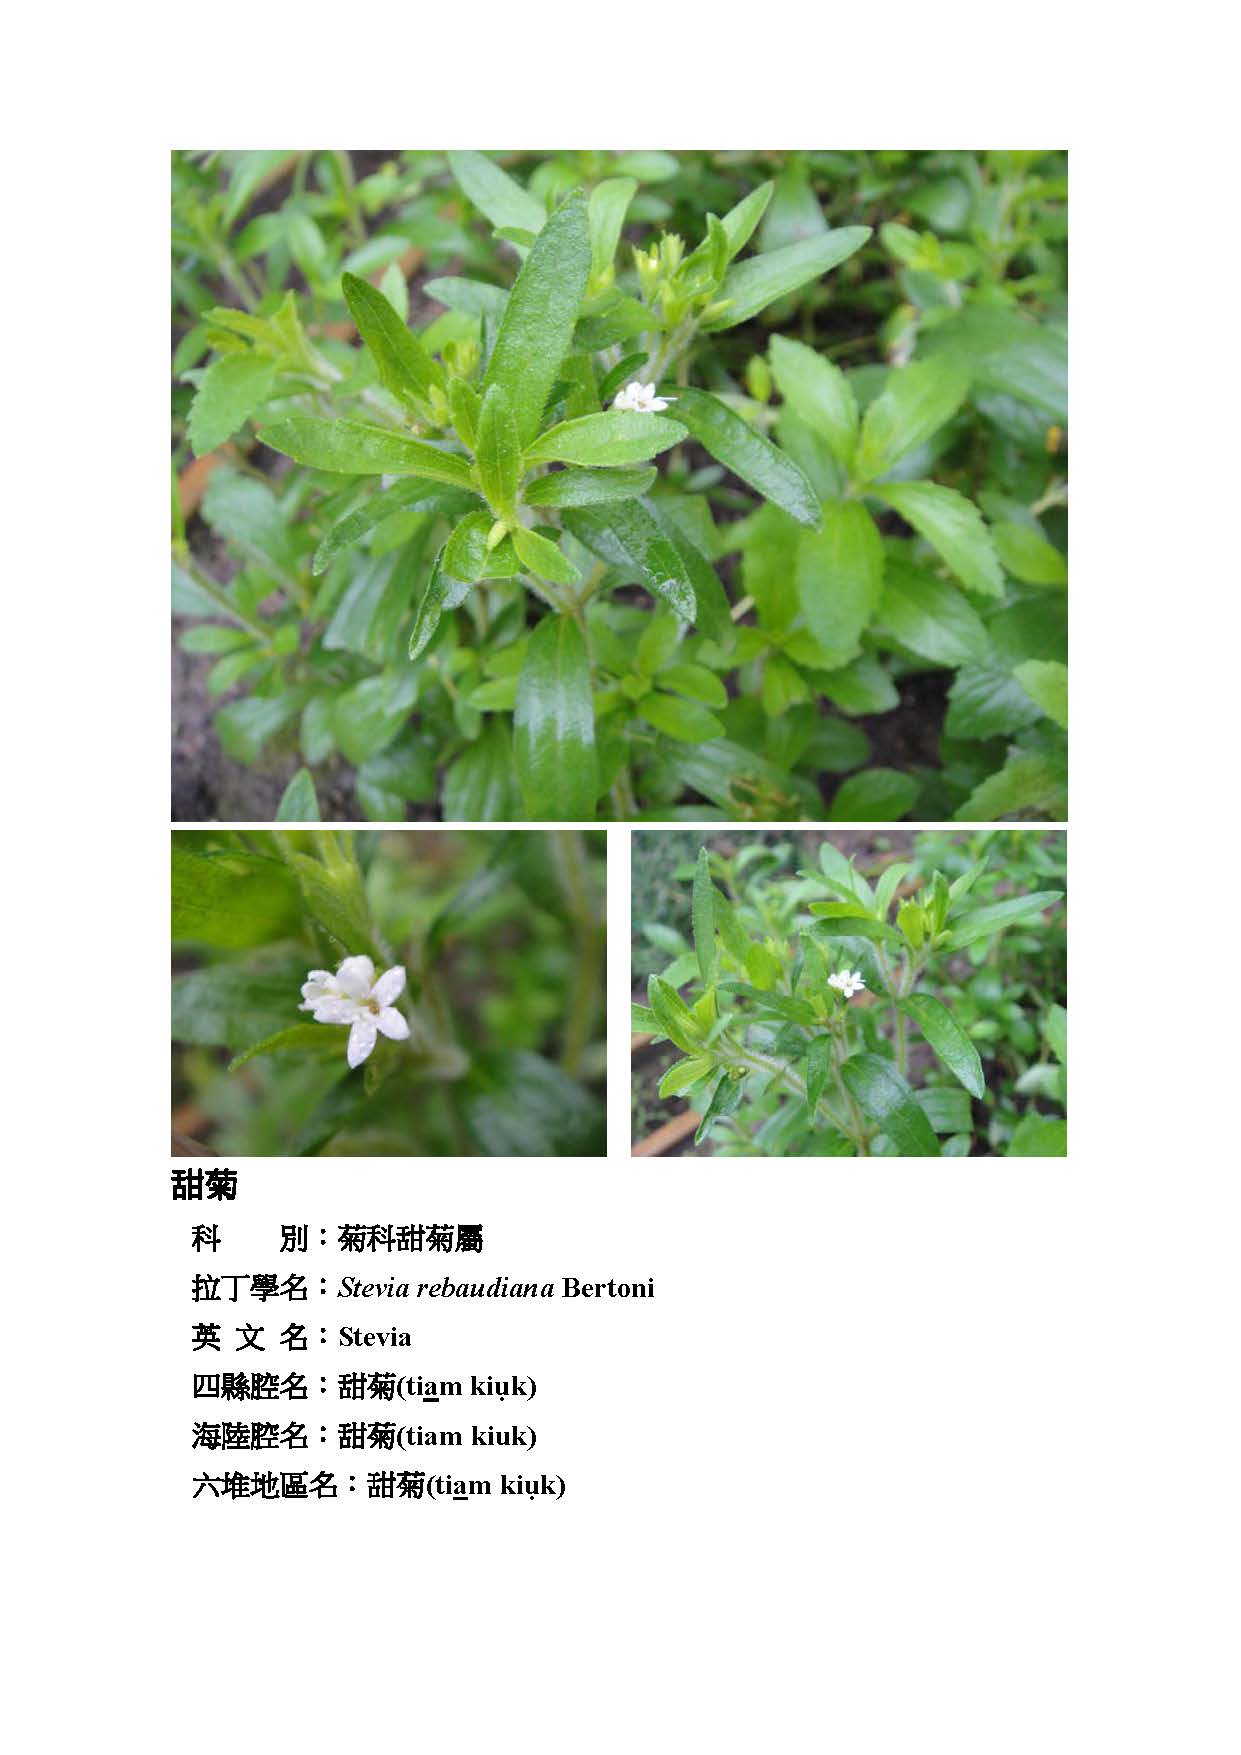 甜菊
科　　別：菊科甜菊屬
拉丁學名：Stevia rebaudiana Bertoni
英 文 名：Stevia
四縣腔名：甜菊(tia̲m kiụk)
海陸腔名：甜菊(tiam kiuk)
六堆地區名：甜菊(tia̲m kiụk)